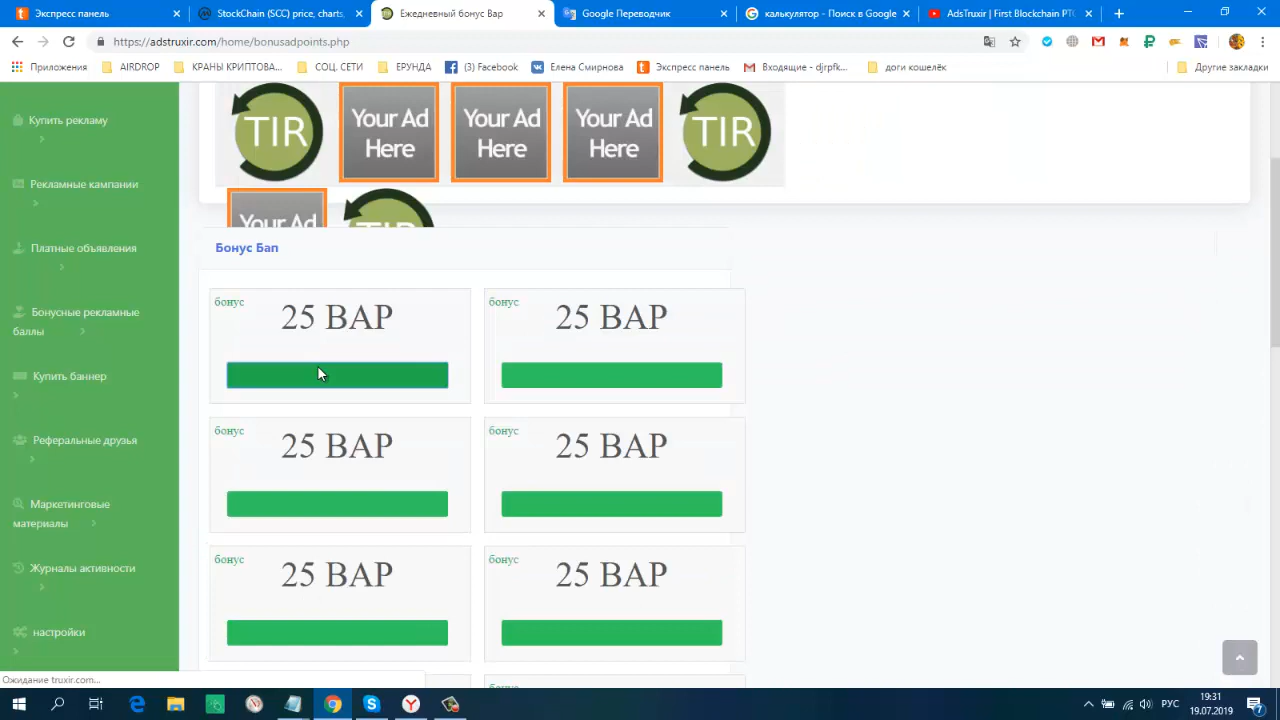 Экспресс панель
StockChain (SCC) price, charts,
Ежедневный бонус Bap
Google Переводчик
калькулятор - Поиск в Google
AdsTruxir | First Blockchain PTC
https://adstruxir.com/home/bonusadpoints.php
Приложения
AIRDROP
КРАНЫ КРИПТОВА...
СОЦ. СЕТИ
ЕРУНДА
(3) Facebook
Елена Смирнова
Экспресс панель
Входящие - djrpfk...
доги кошелёк
Другие закладки
Купить рекламу
Рекламные кампании
Платные объявления
Бонусные рекламные
баллы
Купить баннер
Реферальные друзья
Маркетинговые
материалы
Журналы активности
настройки
TIR
Your Ad
Here
Your Ad
Here
Your Ad
Here
TIR
Your Ad
TIR
Бонус Бап
бонус
25 BAP
бонус
25 BAP
бонус
25 BAP
бонус
25 BAP
бонус
25 BAP
бонус
25 BAP
Ожидание truxir.com...
РУС
19:31
19.07.2019